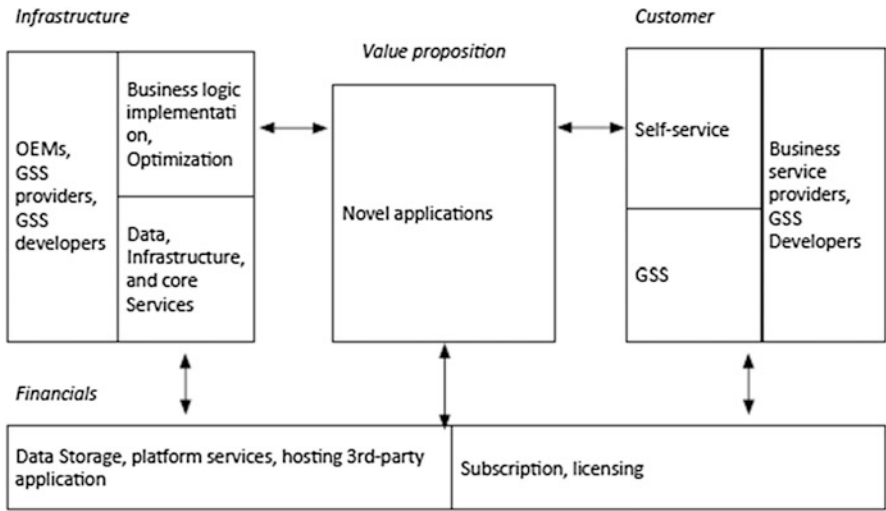 Infrastructure
Customer
Value proposition
OEMs,
GSS
providers,
GSS
developers
Business logic
implementati
on,
Optimization
Data,
Infrastructure,
and core
Services
Novel applications
Self-service
GSS
Business
service
providers,
GSS
Developers
Financials
Data Storage, platform services, hosting 3rd-party
application
Subscription, licensing